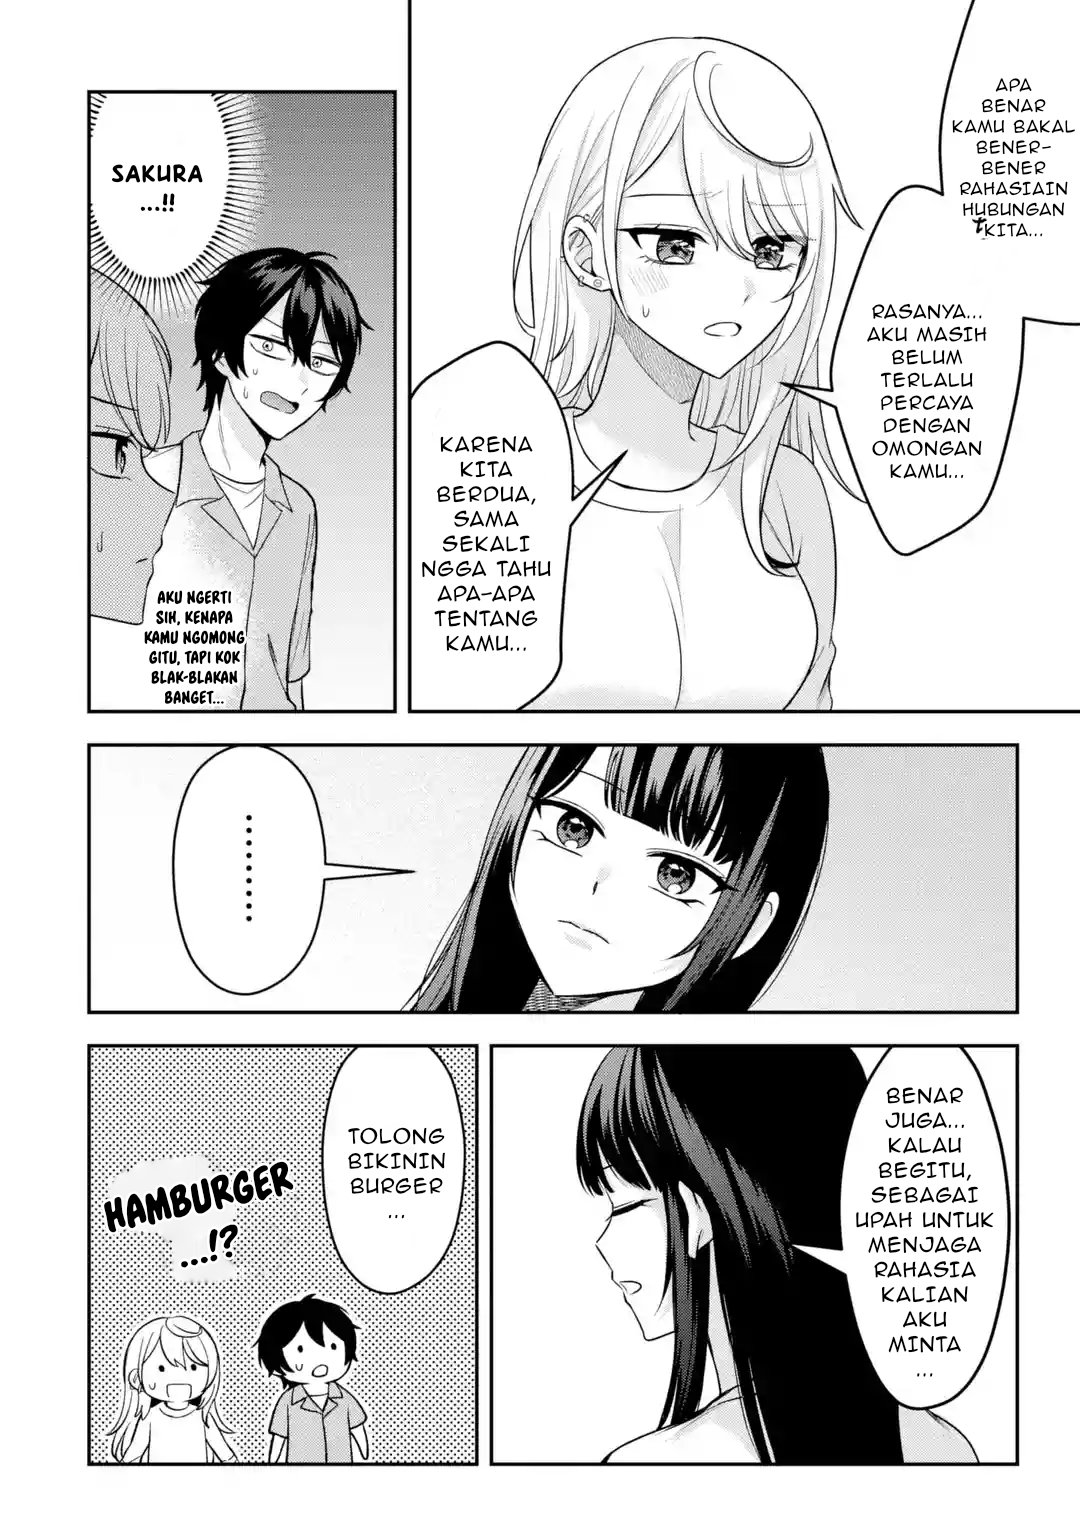 APA
BENAR
KAMU BAKAL
BENER-
BENER
RAHASIAIN
HUBUNGAN
KITA...
RASANYA...
AKU MASIH
BELUM
TERLALU
PERCAYA
DENGAN
OMONGAN
KAMU...
KARENA
KITA
BERDUA,
SAMA
SEKALI
NGGA TAHU
APA-APA
TENTANG
KAMU...
SAKURA
...!!
AKU NGERTI
SIH, KENAPA
KAMU NGOMONG
GITU, TAPI KOK
BLAK-BLAKAN
BANGET...
.........
BENAR
JUGA...
KALAU
BEGITU,
SEBAGAI
UPAH UNTUK
MENJAGA
RAHASIA
KALIAN
AKU
MINTA
...
TOLONG
BIKININ
BURGER
...
HAMBURGER
...!?